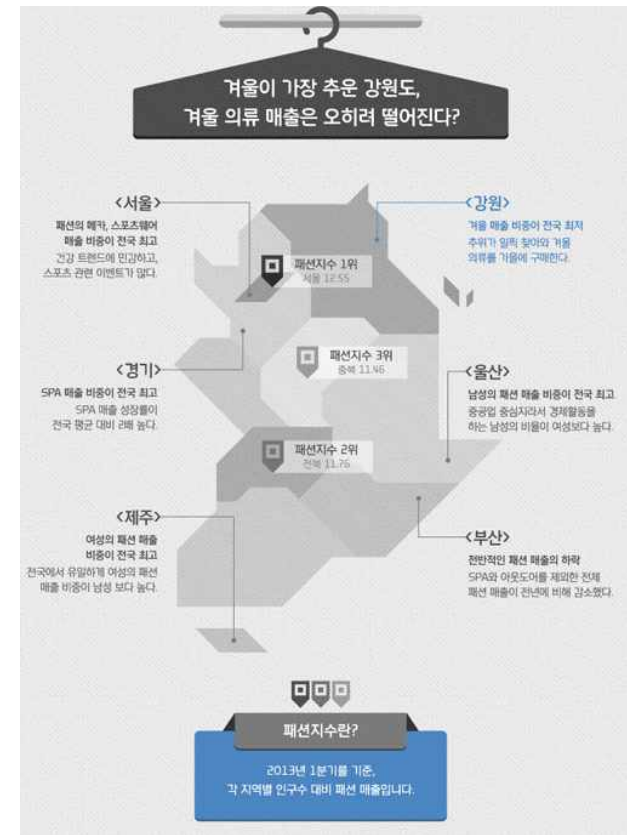 겨울이 가장 추운 강원도,
겨울 의류 매출은 오히려 떨어진다?
<서울>
패션의 메카, 스포츠웨어
매출 비중이 전국 최고
건강 트렌드에 민감하고,
스포츠 관련 이벤트가 많다.
<강원>
겨울 매출 비중이 전국 최저
추위가 일찍 찾아와 겨울
의류를 가을에 구매한다.
패션지수 1위
서울 12.55
패션지수 3위
충북 11.46
<경기>
SPA 매출 비중이 전국 최고
SPA 매출 성장률이
전국 평균 대비 2배 높다.
<울산>
남성의 패션 매출 비중이 전국 최고
중공업 중심지라서 경제활동을
하는 남성의 비율이 여성보다 높다.
패션지수 2위
전북 11.76
<제주>
여성의 패션 매출
비중이 전국 최고
전국에서 유일하게 여성의 패션
매출 비중이 남성 보다 높다.
<부산>
전반적인 패션 매출의 하락
SPA와 아웃도어를 제외한 전체
패션 매출이 전년에 비해 감소했다.
패션지수란?
2013년 1분기를 기준,
각 지역별 인구수 대비 패션 매출입니다.